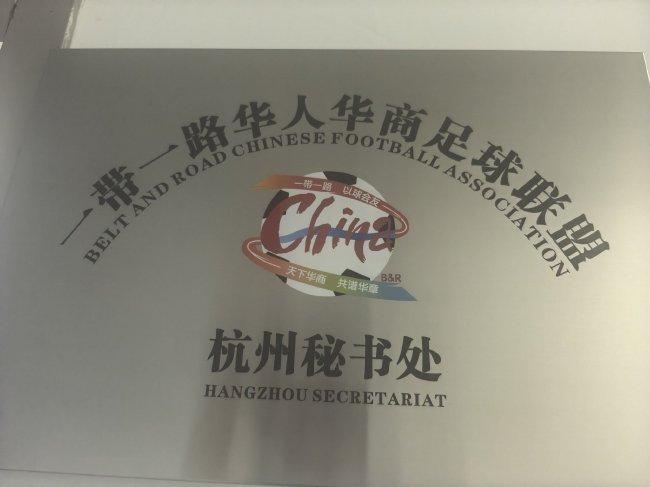 一带一路华人华商足球联盟
BELT AND ROAD CHINESE FOOTBALL ASSOCIATION
一带一路 以球会友
China
B&R
天下华商 共谱华章
杭州秘书处
HANGZHOU SECRETARIAT